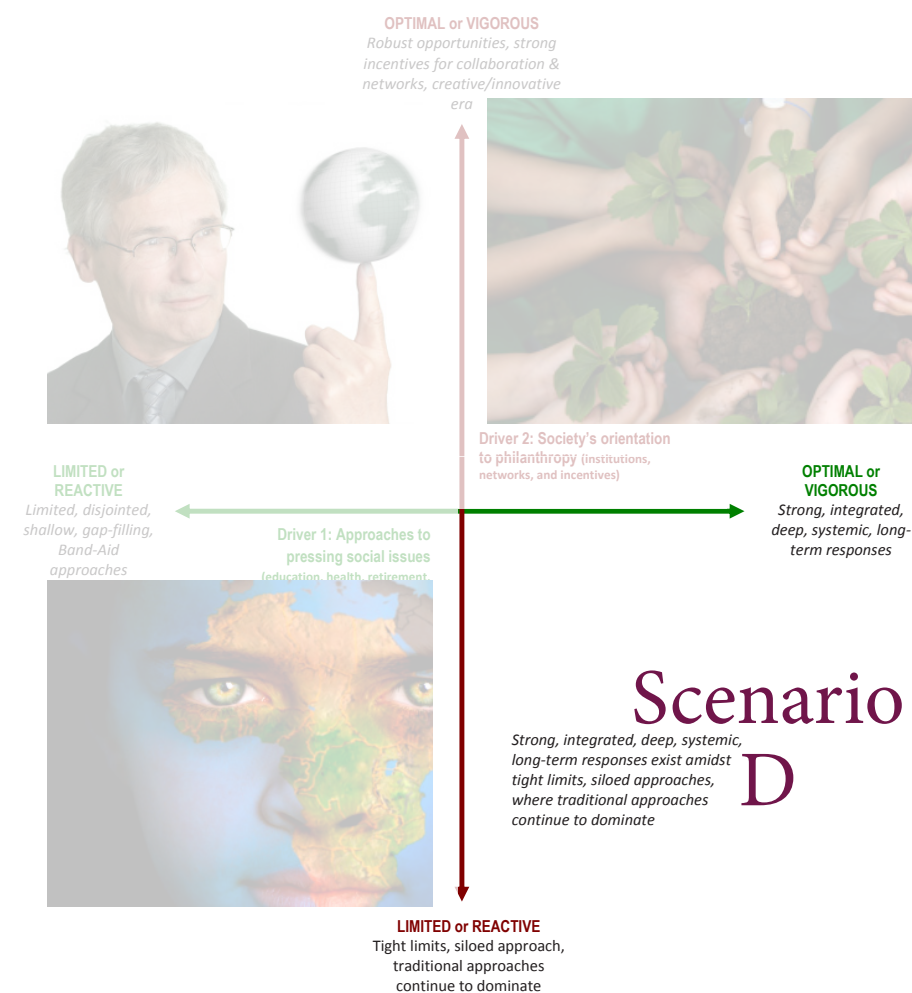 OPTIMAL or VIGOROUS
Robust opportunities, strong
incentives for collaboration &
networks, creative/innovative
era
Driver 2: Society's orientation
to philanthropy (institutions,
networks, and incentives)
LIMITED or
REACTIVE
Limited, disjointed,
shallow, gap-filling,
Band-Aid
approaches
OPTIMAL or
VIGOROUS
Strong, integrated,
deep, systemic, long-
term responses
Driver 1: Approaches to
pressing social issues
(education, health, retirement,
Scenario
D
Strong, integrated, deep, systemic,
long-term responses exist amidst
tight limits, siloed approaches,
where traditional approaches
continue to dominate
LIMITED or REACTIVE
Tight limits, siloed approach,
traditional approaches
continue to dominate